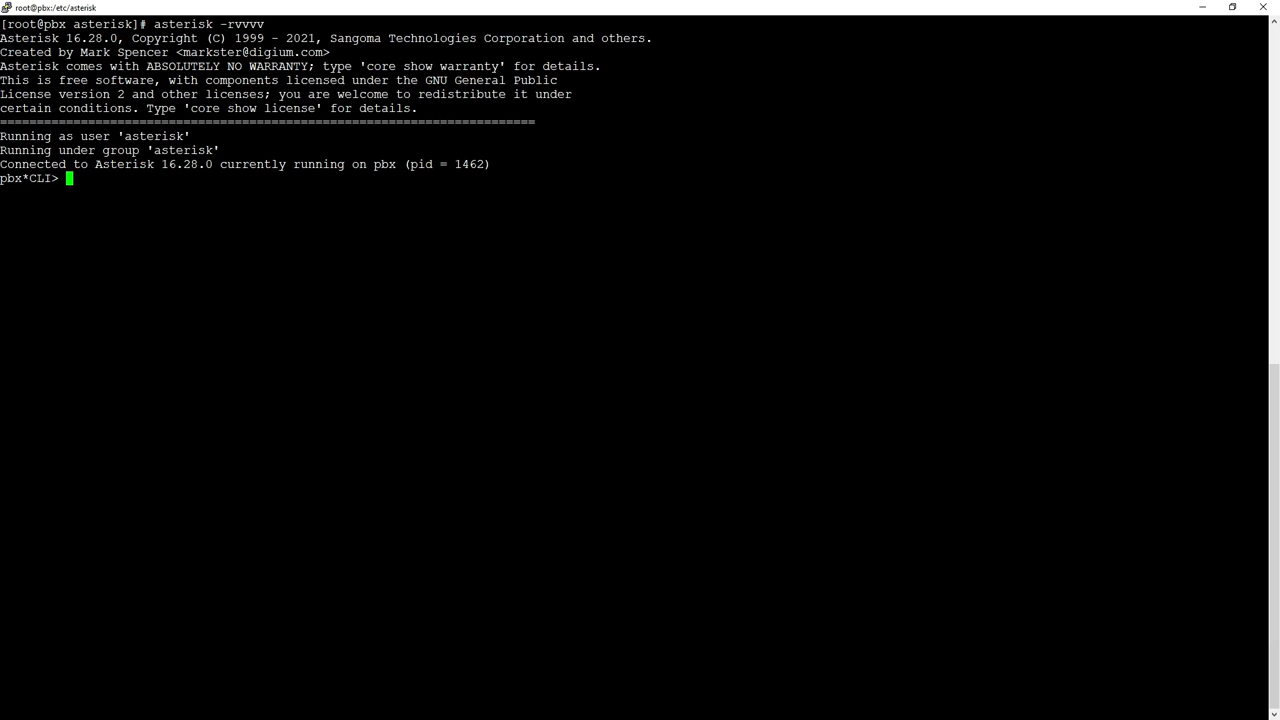 root@pbx:/etc/asterisk
[root@pbx asterisk]# asterisk -rvvvv
Asterisk 16.28.0, Copyright (C) 1999 - 2021, Sangoma Technologies Corporation and others.
Created by Mark Spencer <markster@digium.com>
Asterisk comes with ABSOLUTELY NO WARRANTY; type 'core show warranty' for details.
This is free software, with components licensed under the GNU General Public
License version 2 and other licenses; you are welcome to redistribute it under
certain conditions. Type 'core show license' for details.
=========================================================================
Running as user 'asterisk'
Running under group 'asterisk'
Connected to Asterisk 16.28.0 currently running on pbx (pid = 1462)
pbx*CLI>